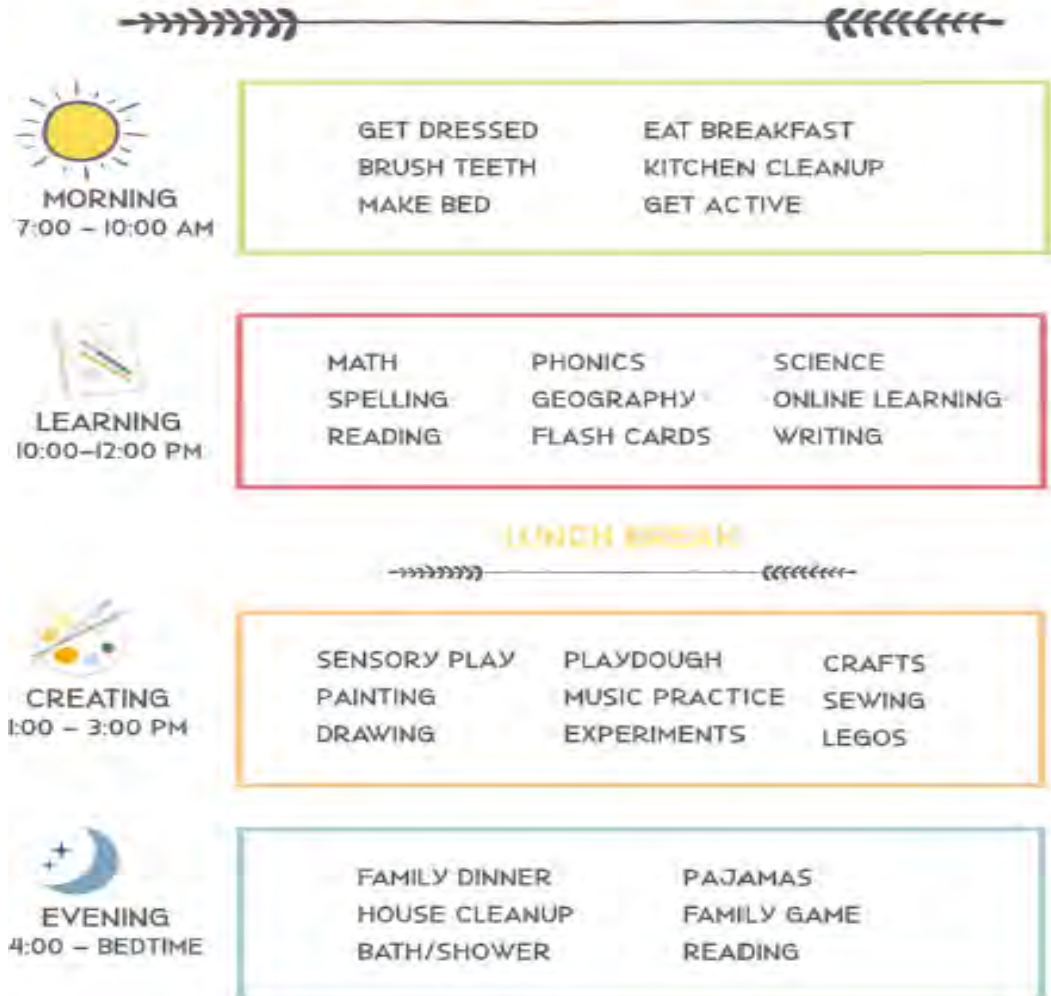 MORNING
7:00 – 10:00 AM
GET DRESSED
BRUSH TEETH
MAKE BED
EAT BREAKFAST
KITCHEN CLEANUP
GET ACTIVE
LEARNING
10:00–12:00 PM
MATH
SPELLING
READING
PHONICS
GEOGRAPHY
FLASH CARDS
SCIENCE
ONLINE LEARNING
WRITING
LUNCH BREAK
CREATING
1:00 – 3:00 PM
SENSORY PLAY
PAINTING
DRAWING
PLAYDOUGH
MUSIC PRACTICE
EXPERIMENTS
CRAFTS
SEWING
LEGOS
EVENING
4:00 – BEDTIME
FAMILY DINNER
HOUSE CLEANUP
BATH/SHOWER
PAJAMAS
FAMILY GAME
READING